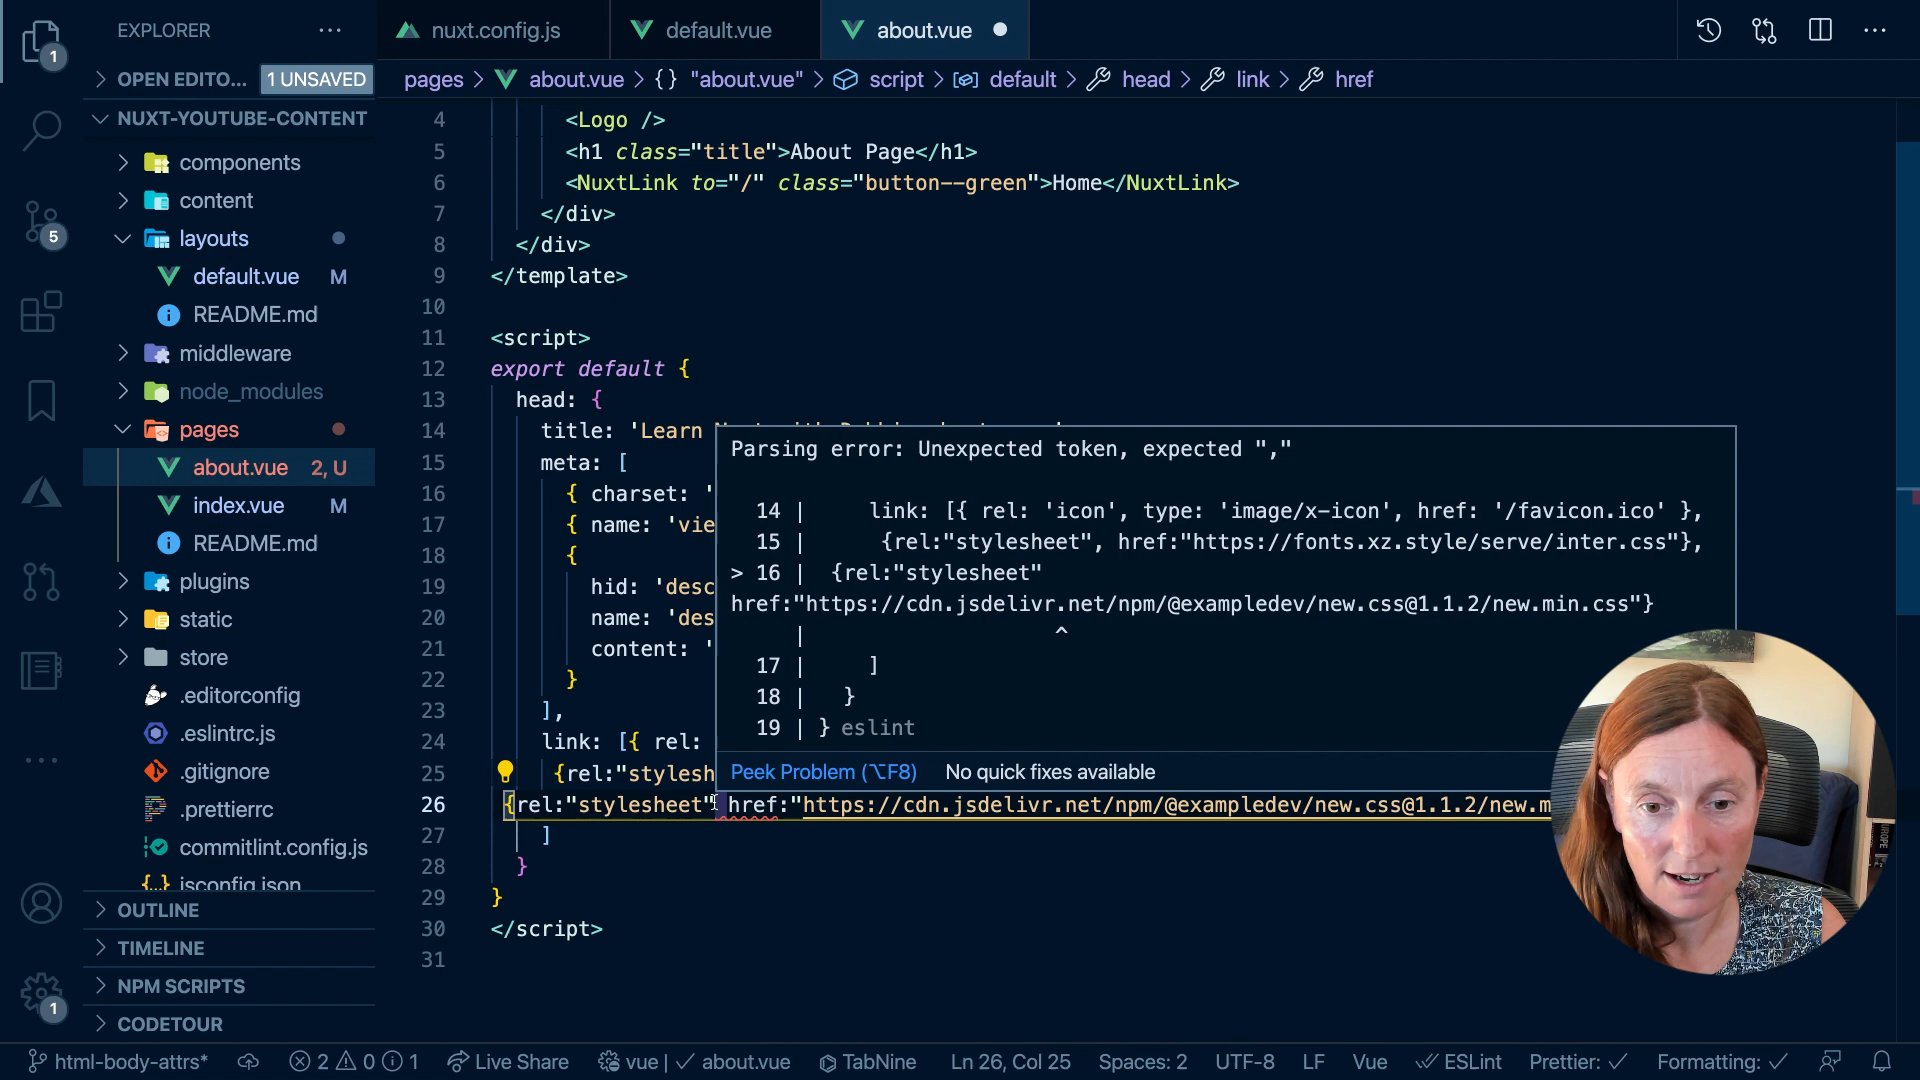 EXPLORER
nuxt.config.js
default.vue
about.vue
1
OPEN EDITO...
1 UNSAVED
pages > about.vue > {} "about.vue" > script > default > head > link > href
NUXT-YOUTUBE-CONTENT
components
content
layouts
default.vue M
README.md
middleware
node_modules
pages
about.vue 2, U
index.vue M
README.md
plugins
static
store
.editorconfig
.eslintrc.js
.gitignore
.prettierrc
commitlint.config.js
jsconfig.json
OUTLINE
TIMELINE
NPM SCRIPTS
CODETOUR
5
1
4 <Logo />
5 <h1 class="title">About Page</h1>
6 <NuxtLink to="/" class="button--green">Home</NuxtLink>
7 </div>
8 </div>
9 </template>
10
11 <script>
12 export default {
13 head: {
14 title: 'Learn
15 meta: [
16 { charset: '
17 { name: 'vie
18 {
19 hid: 'desc
20 name: 'des
21 content: '
22 }
23 ],
24 link: [{ rel:
25 {rel:"stylesh
26 {rel:"stylesheet" href:"https://cdn.jsdelivr.net/npm/@exampledev/new.css@1.1.2/new.m
27 ]
28 }
29 }
30 </script>
31
Parsing error: Unexpected token, expected ","
14 | link: [{ rel: 'icon', type: 'image/x-icon', href: '/favicon.ico' },
15 | {rel:"stylesheet", href:"https://fonts.xz.style/serve/inter.css"},
> 16 | {rel:"stylesheet"
href:"https://cdn.jsdelivr.net/npm/@exampledev/new.css@1.1.2/new.min.css"}
| ^
17 | ]
18 | }
19 | } eslint
Peek Problem (⌥F8) No quick fixes available
html-body-attrs* 2 0 1 Live Share vue | ✓ about.vue TabNine Ln 26, Col 25 Spaces: 2 UTF-8 LF Vue ESLint Prettier: ✓ Formatting: ✓